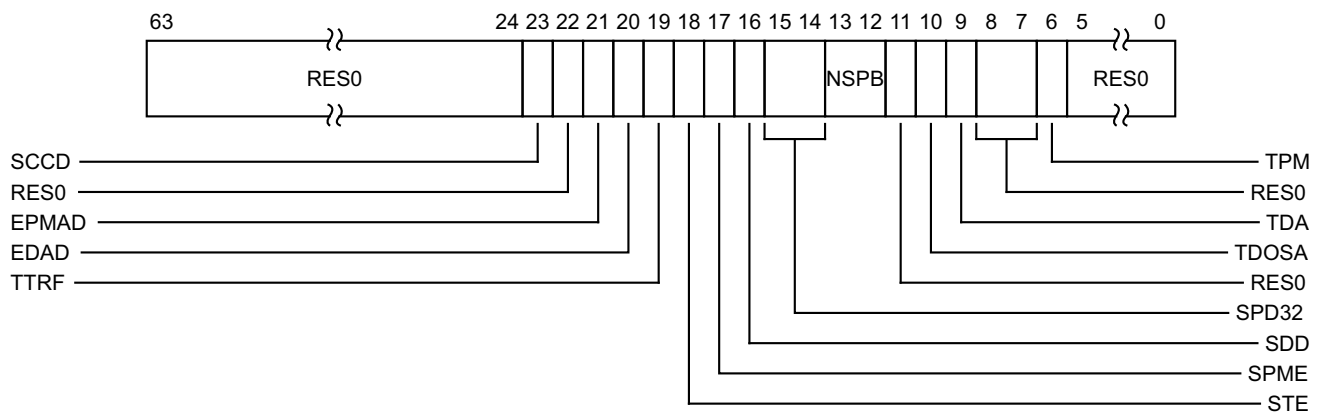 63 24 23 22 21 20 19 18 17 16 15 14 13 12 11 10 9 8 7 6 5 0
RES0 NSPB RES0
SCCD TPM
RES0 RES0
EPMAD TDA
EDAD TDOSA
TTRF RES0
SPD32
SDD
SPME
STE